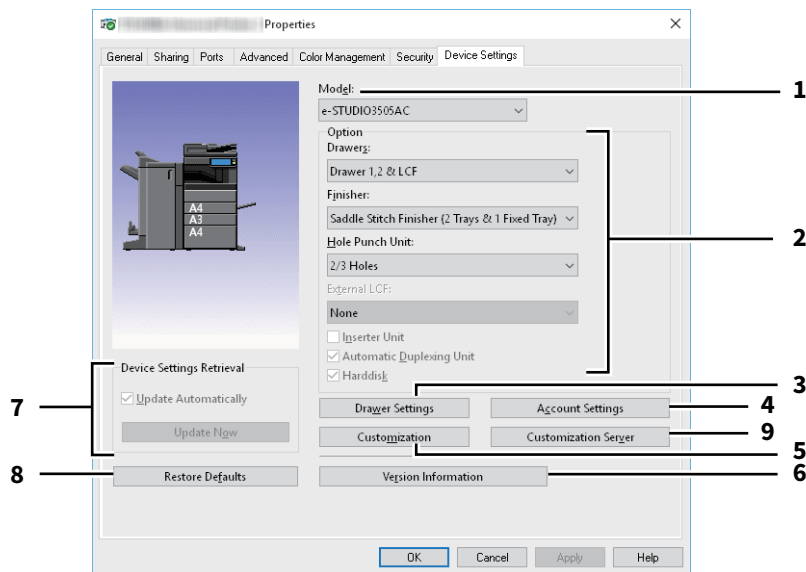 Properties
General Sharing Ports Advanced Color Management Security Device Settings
Model:
1
e-STUDIO3505AC
Option
Drawers:
Drawer 1,2 & LCF
Finisher:
Saddle Stitch Finisher (2 Trays & 1 Fixed Tray)
2
Hole Punch Unit:
2/3 Holes
External LCF:
None
Inserter Unit
Automatic Duplexing Unit
Harddisk
A4
A3
A4
Device Settings Retrieval
Update Automatically
Update Now
7
3
Drawer Settings
Account Settings
4
Customization
Customization Server
9
5
8
Restore Defaults
Version Information
6
OK
Cancel
Apply
Help